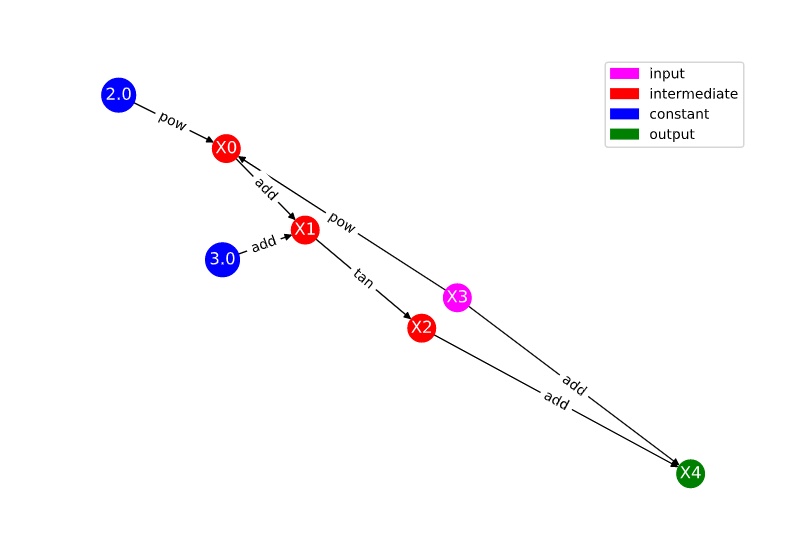 input
intermediate
constant
output
2.0
pow
X0
add
pow
X1
add
3.0
tan
X3
X2
add
add
X4